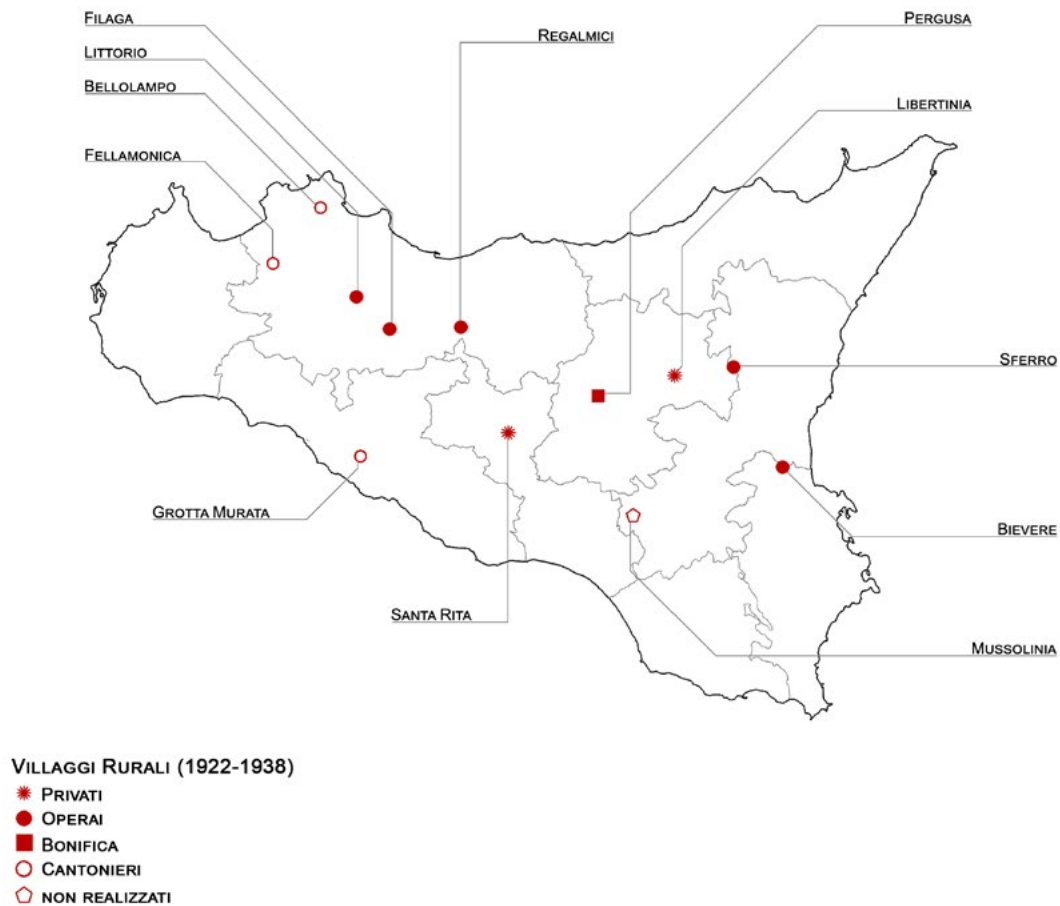 Filaga
Littorio
Bellolampo
Fellamonica
Regalmici
Pergusa
Libertinia
Sferro
Grotta Murata
Bievere
Santa Rita
Mussolinia
Villaggi Rurali (1922-1938)
Privati
Operai
Bonifica
Cantonieri
non realizzati